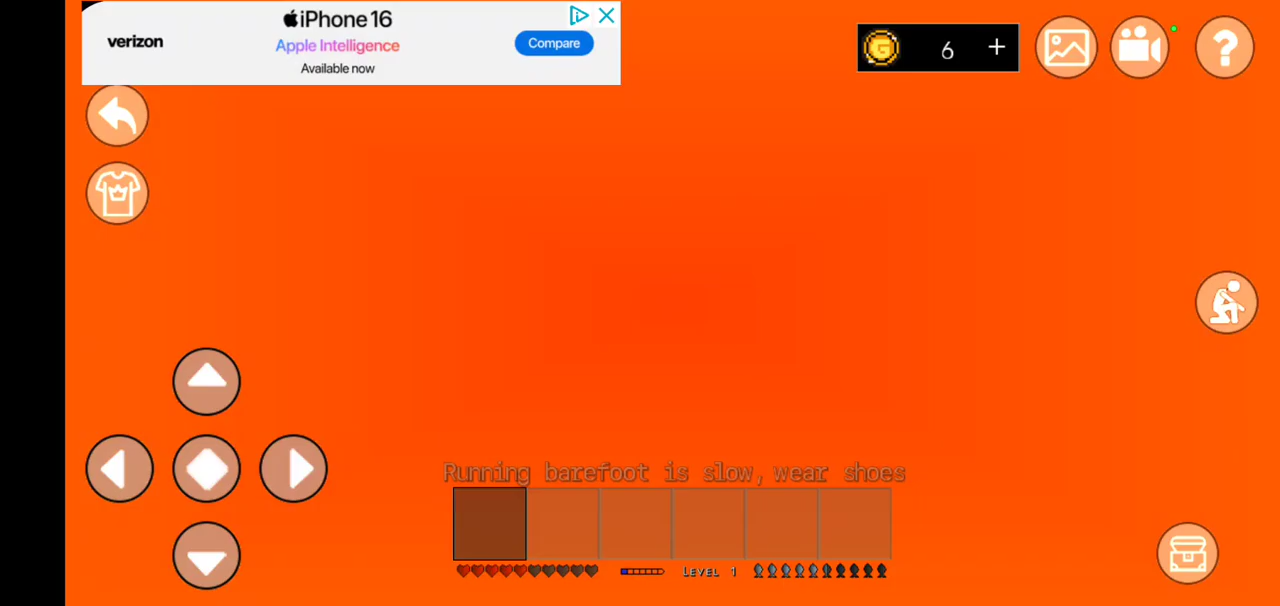 iPhone 16
verizon
Apple Intelligence
Compare
Available now
G 6 +
?
Running barefoot is slow, wear shoes
LEVEL 1